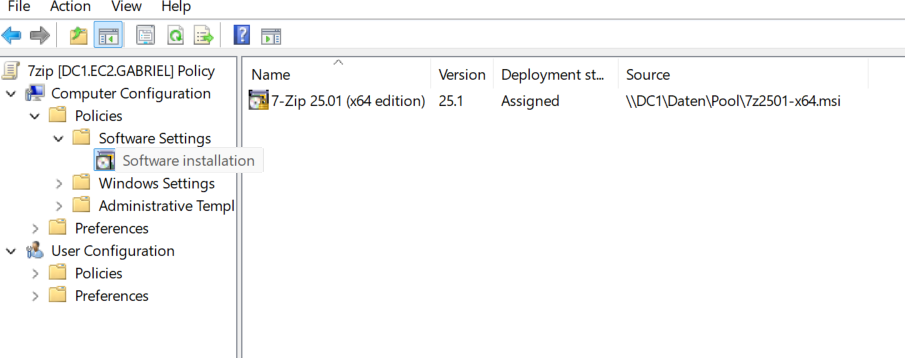 File Action View Help
7zip [DC1.EC2.GABRIEL] Policy
Computer Configuration
Policies
Software Settings
Software installation
Windows Settings
Administrative Templ
Preferences
User Configuration
Policies
Preferences
Name Version Deployment st... Source
7-Zip 25.01 (x64 edition) 25.1 Assigned \\DC1\Daten\Pool\7z2501-x64.msi